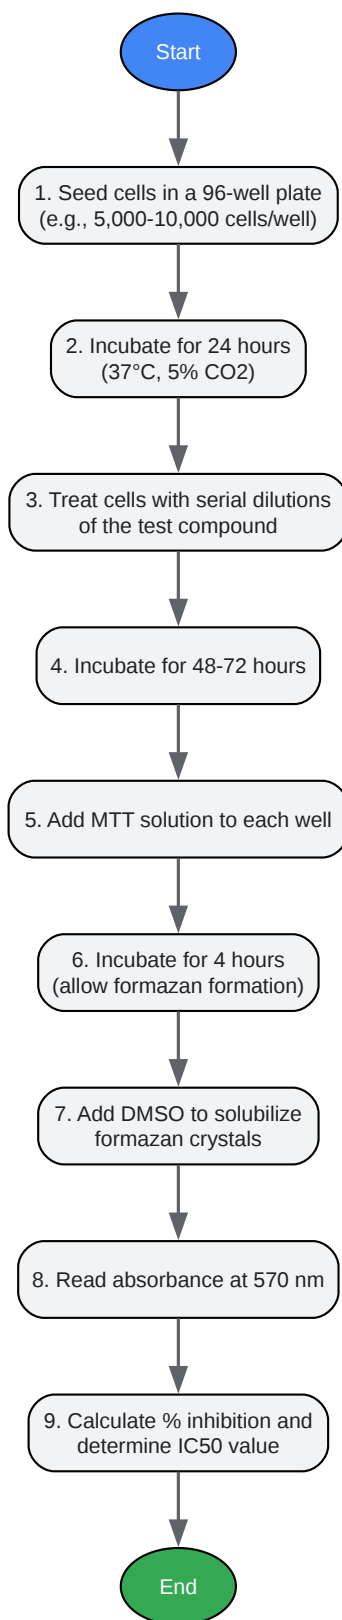 Start
1. Seed cells in a 96-well plate
(e.g., 5,000-10,000 cells/well)
2. Incubate for 24 hours
(37°C, 5% CO2)
3. Treat cells with serial dilutions
of the test compound
4. Incubate for 48-72 hours
5. Add MTT solution to each well
6. Incubate for 4 hours
(allow formazan formation)
7. Add DMSO to solubilize
formazan crystals
8. Read absorbance at 570 nm
9. Calculate % inhibition and
determine IC50 value
End